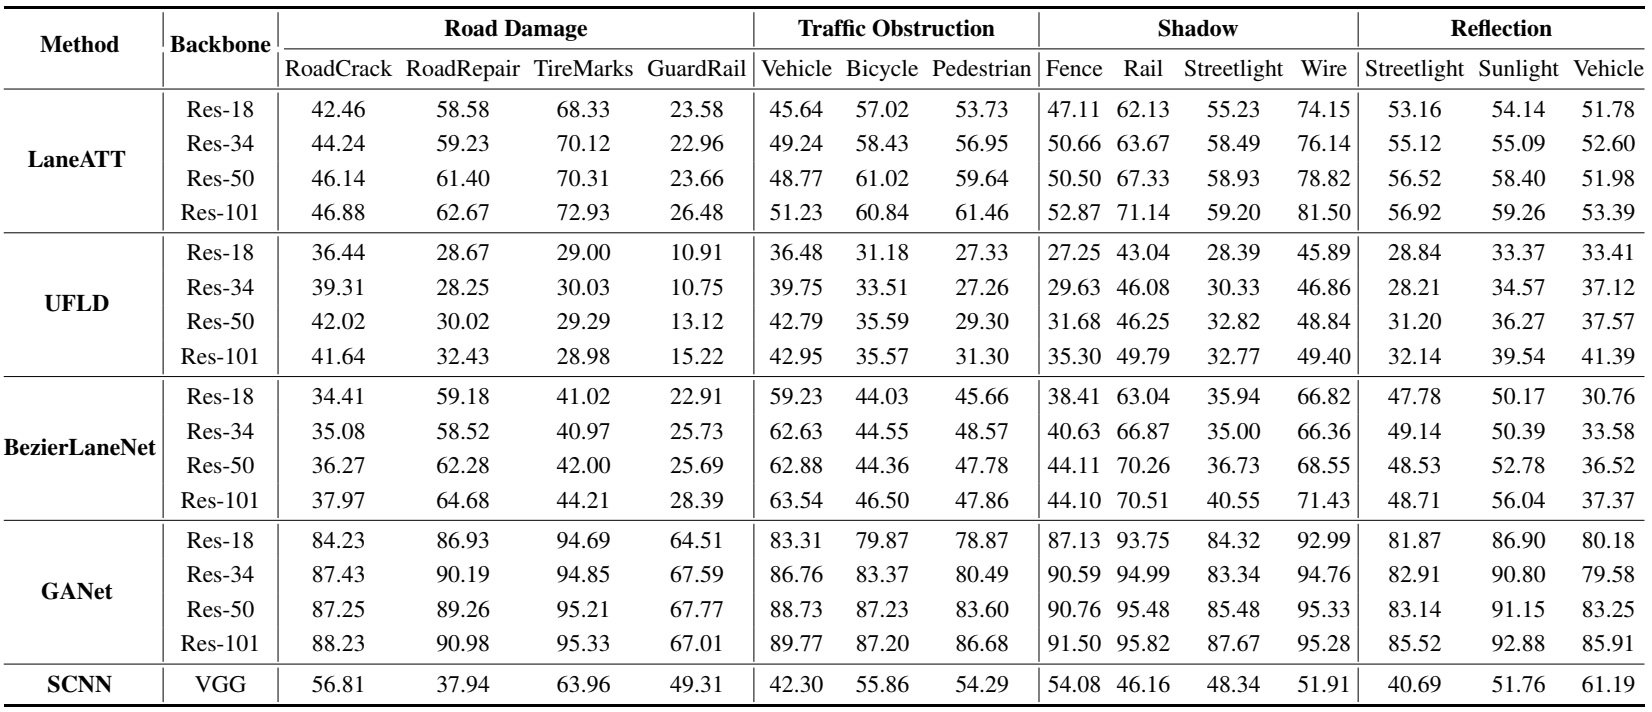 Method Backbone Road Damage Traffic Obstruction Shadow Reflection
RoadCrack RoadRepair TireMarks GuardRail Vehicle Bicycle Pedestrian Fence Rail Streetlight Wire Streetlight Sunlight Vehicle
LaneATT
Res-18 42.46 58.58 68.33 23.58 45.64 57.02 53.73 47.11 62.13 55.23 74.15 53.16 54.14 51.78
Res-34 44.24 59.23 70.12 22.96 49.24 58.43 56.95 50.66 63.67 58.49 76.14 55.12 55.09 52.60
Res-50 46.14 61.40 70.31 23.66 48.77 61.02 59.64 50.50 67.33 58.93 78.82 56.52 58.40 51.98
Res-101 46.88 62.67 72.93 26.48 51.23 60.84 61.46 52.87 71.14 59.20 81.50 56.92 59.26 53.39
UFLD
Res-18 36.44 28.67 29.00 10.91 36.48 31.18 27.33 27.25 43.04 28.39 45.89 28.84 33.37 33.41
Res-34 39.31 28.25 30.03 10.75 39.75 33.51 27.26 29.63 46.08 30.33 46.86 28.21 34.57 37.12
Res-50 42.02 30.02 29.29 13.12 42.79 35.59 29.30 31.68 46.25 32.82 48.84 31.20 36.27 37.57
Res-101 41.64 32.43 28.98 15.22 42.95 35.57 31.30 35.30 49.79 32.77 49.40 32.14 39.54 41.39
BezierLaneNet
Res-18 34.41 59.18 41.02 22.91 59.23 44.03 45.66 38.41 63.04 35.94 66.82 47.78 50.17 30.76
Res-34 35.08 58.52 40.97 25.73 62.63 44.55 48.57 40.63 66.87 35.00 66.36 49.14 50.39 33.58
Res-50 36.27 62.28 42.00 25.69 62.88 44.36 47.78 44.11 70.26 36.73 68.55 48.53 52.78 36.52
Res-101 37.97 64.68 44.21 28.39 63.54 46.50 47.86 44.10 70.51 40.55 71.43 48.71 56.04 37.37
GANet
Res-18 84.23 86.93 94.69 64.51 83.31 79.87 78.87 87.13 93.75 84.32 92.99 81.87 86.90 80.18
Res-34 87.43 90.19 94.85 67.59 86.76 83.37 80.49 90.59 94.99 83.34 94.76 82.91 90.80 79.58
Res-50 87.25 89.26 95.21 67.77 88.73 87.23 83.60 90.76 95.48 85.48 95.33 83.14 91.15 83.25
Res-101 88.23 90.98 95.33 67.01 89.77 87.20 86.68 91.50 95.82 87.67 95.28 85.52 92.88 85.91
SCNN VGG 56.81 37.94 63.96 49.31 42.30 55.86 54.29 54.08 46.16 48.34 51.91 40.69 51.76 61.19